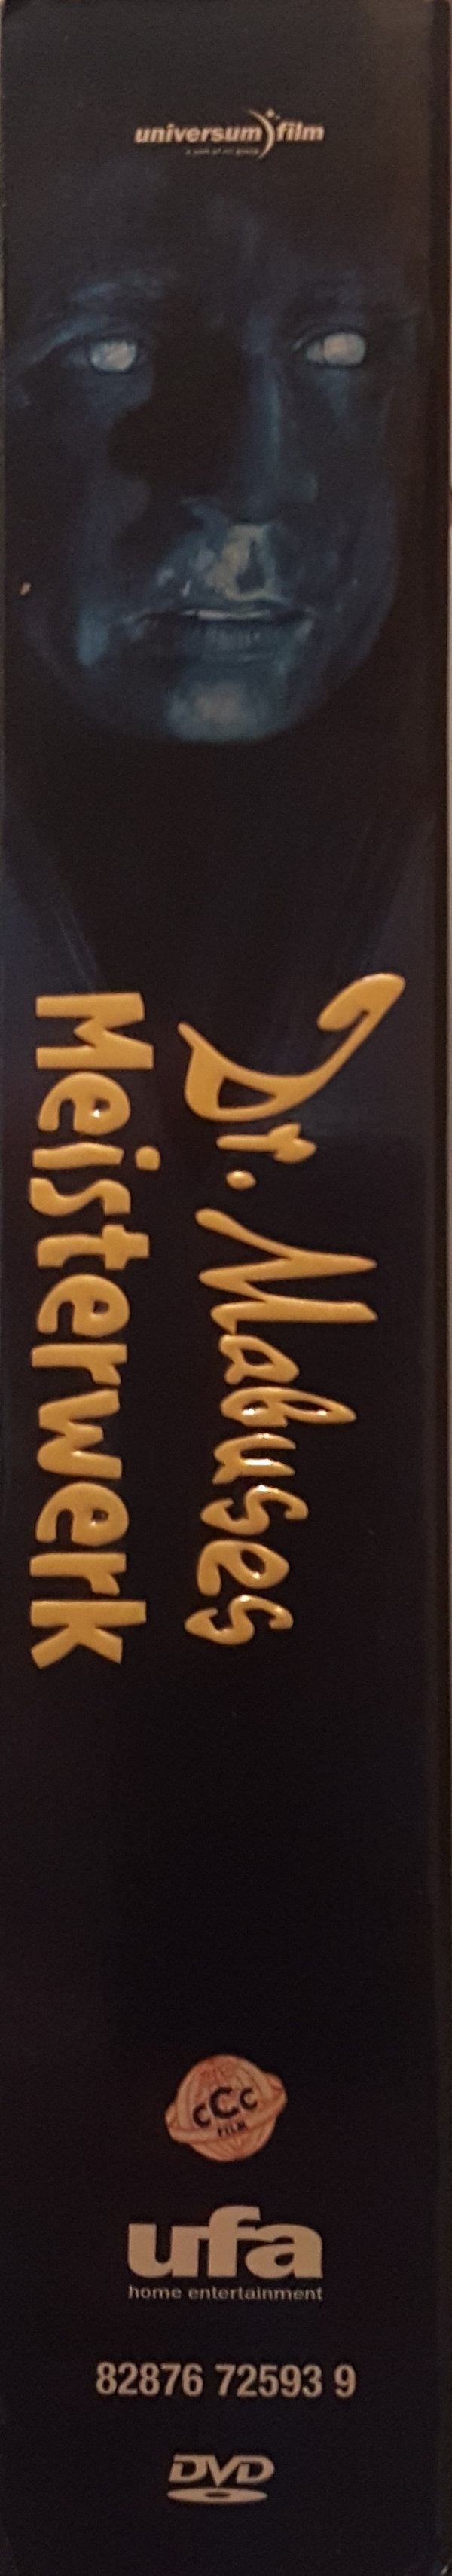 universum film
Dr. Mabuses
Meisterwerk
CCC
FILM
ufa
home entertainment
82876 72593 9
DVD